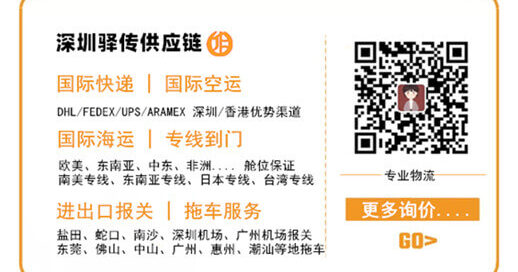 深圳驿传供应链
国际快递 | 国际空运
DHL/FEDEX/UPS/ARAMEX 深圳/香港优势渠道
国际海运 | 专线到门
欧美、东南亚、中东、非洲.... 舱位保证
南美专线、东南亚专线、日本专线、台湾专线
进出口报关 | 拖车服务
盐田、蛇口、南沙、深圳机场、广州机场报关
东莞、佛山、中山、广州、惠州、潮汕等地拖车
专业物流
更多询价....
GO>